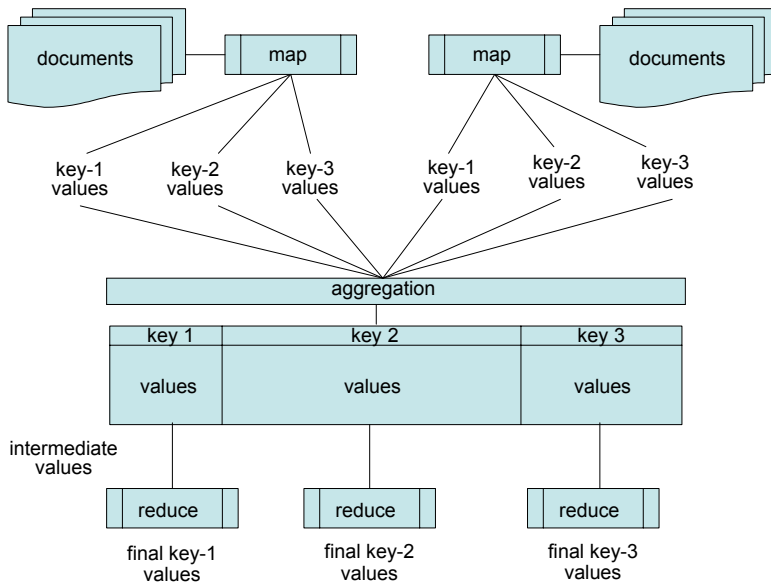 documents
map
map
documents
key-1
values
key-2
values
key-3
values
key-1
values
key-2
values
key-3
values
aggregation
key 1
key 2
key 3
values
values
values
intermediate
values
reduce
reduce
reduce
final key-1
values
final key-2
values
final key-3
values